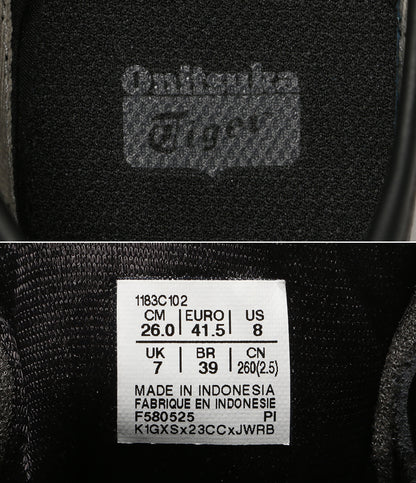 Onitsuka
Tiger
1183C102
CM EURO US
26.0 41.5 8
UK BR CN
7 39 260(2.5)
MADE IN INDONESIA
FABRIQUE EN INDONESIE
F580525 PI
K1GXSx23CCxJWRB